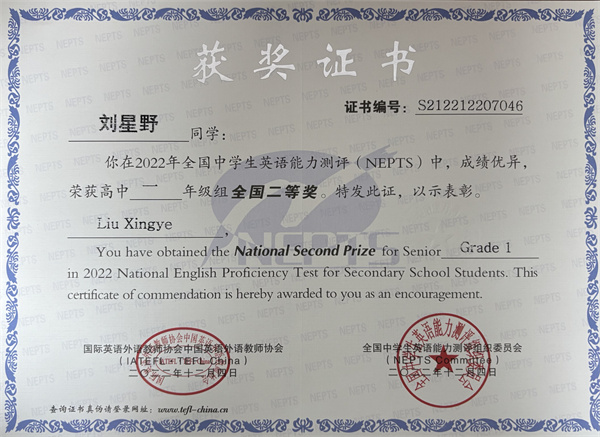 获奖证书
证书编号: S212212207046
刘星野 同学:
你在2022年全国中学生英语能力测评（NEPTS）中，成绩优异，
荣获高中 一 年级组全国二等奖。特发此证，以示表彰。
Liu Xingye ,
You have obtained the National Second Prize for Senior Grade 1
in 2022 National English Proficiency Test for Secondary School Students. This
certificate of commendation is hereby awarded to you as an encouragement.
国际英语外语教师协会中国英语外语教师协会
(IATEFL—TEFL China)
二〇二二年十二月四日
全国中学生英语能力测评组织委员会
(NEPTS Committee)
二〇二二年十二月四日
查询证书真伪请登录网址: www.tefl-china.cn
NEPTS